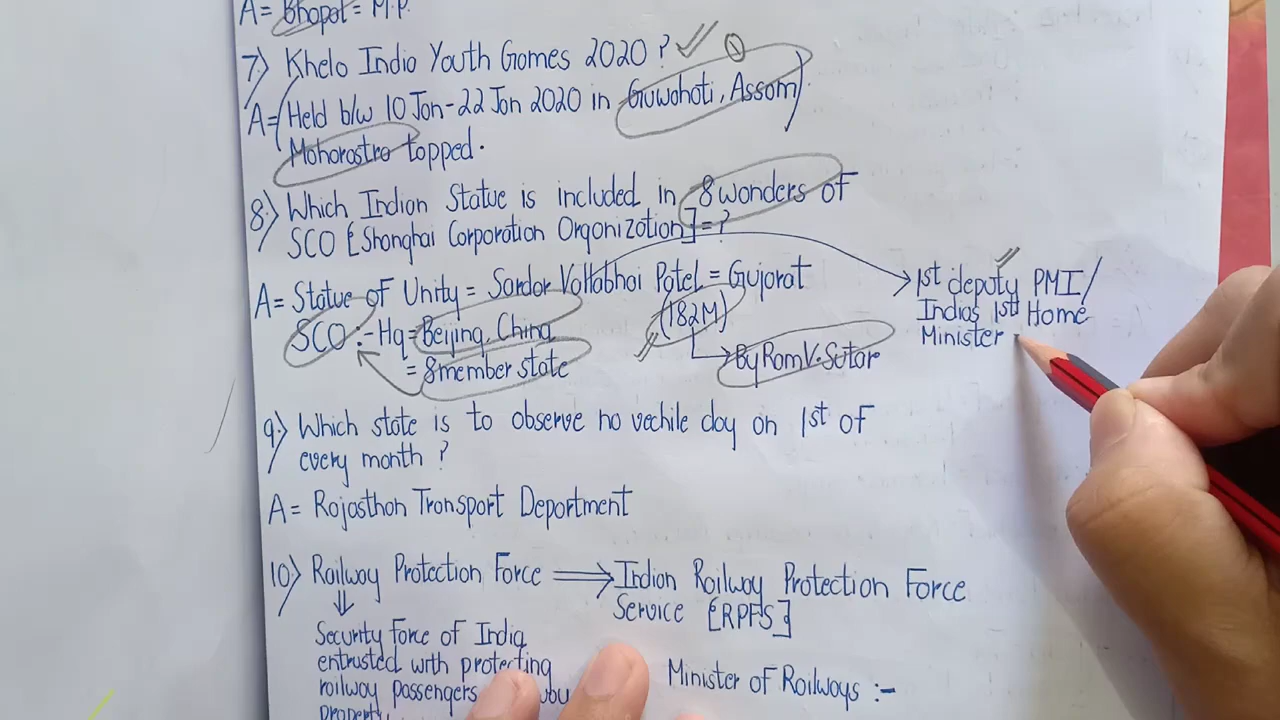 A= Bhopal = M.P.
7) Khelo India Youth Games 2020 ?
A= Held b/w 10 Jan-22 Jan 2020 in Guwahati, Assam
Maharastra topped.
8) Which Indian Statue is included in 8 wonders of
SCO [Shanghai Corporation Organization] = ?
A= Statue of Unity = Sardar Vallabhai Patel = Gujarat
(182M)
By Ram V. Sutar
SCO :- Hq = Beijing, China
= 8 member state
1st deputy PMI/
Indias 1st Home
Minister
9) Which state is to observe no vechile day on 1st of
every month ?
A= Rajasthan Transport Department
10) Railway Protection Force ⇒ Indian Railway Protection Force
Service [RPFS]
⇓
Security Force of India
entrusted with protecting
railway passengers
property
Minister of Railways :-